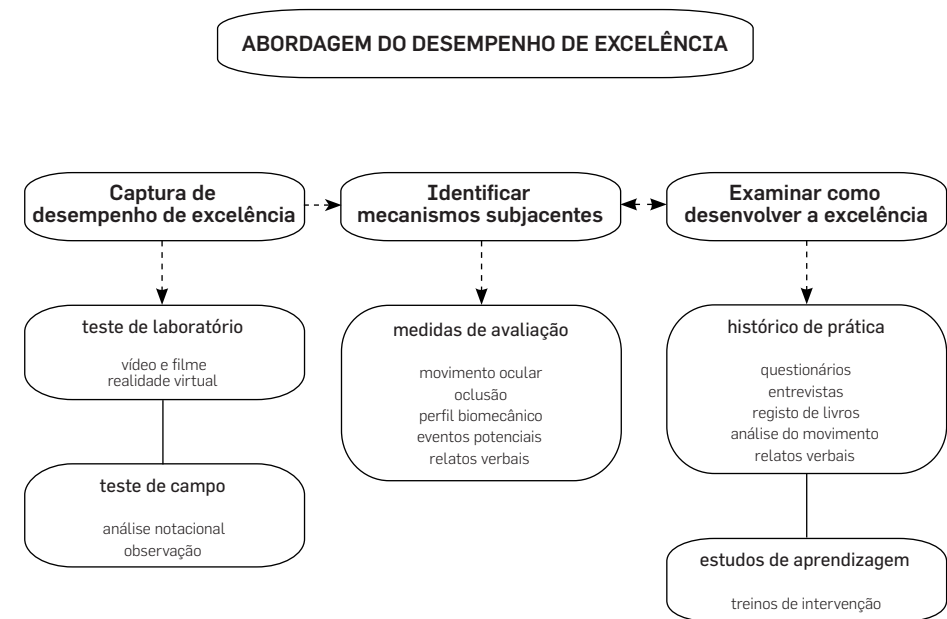 ABORDAGEM DO DESEMPENHO DE EXCELÊNCIA
Captura de
desempenho de excelência
Identificar
mecanismos subjacentes
Examinar como
desenvolver a excelência
teste de laboratório
vídeo e filme
realidade virtual
teste de campo
análise notacional
observação
medidas de avaliação
movimento ocular
oclusão
perfil biomecânico
eventos potenciais
relatos verbais
histórico de prática
questionários
entrevistas
registo de livros
análise do movimento
relatos verbais
estudos de aprendizagem
treinos de intervenção